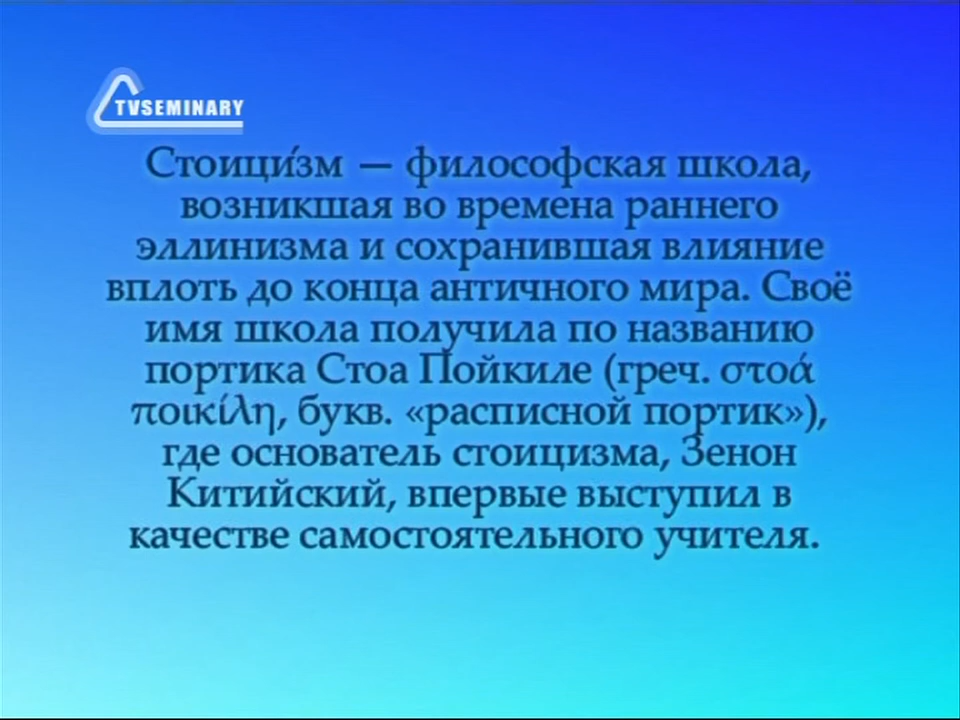 TVSEMINARY
Стоици́зм — философская школа,
возникшая во времена раннего
эллинизма и сохранившая влияние
вплоть до конца античного мира. Своё
имя школа получила по названию
портика Стоа Пойкиле (греч. στοά
ποικίλη, букв. «расписной портик»),
где основатель стоицизма, Зенон
Китийский, впервые выступил в
качестве самостоятельного учителя.